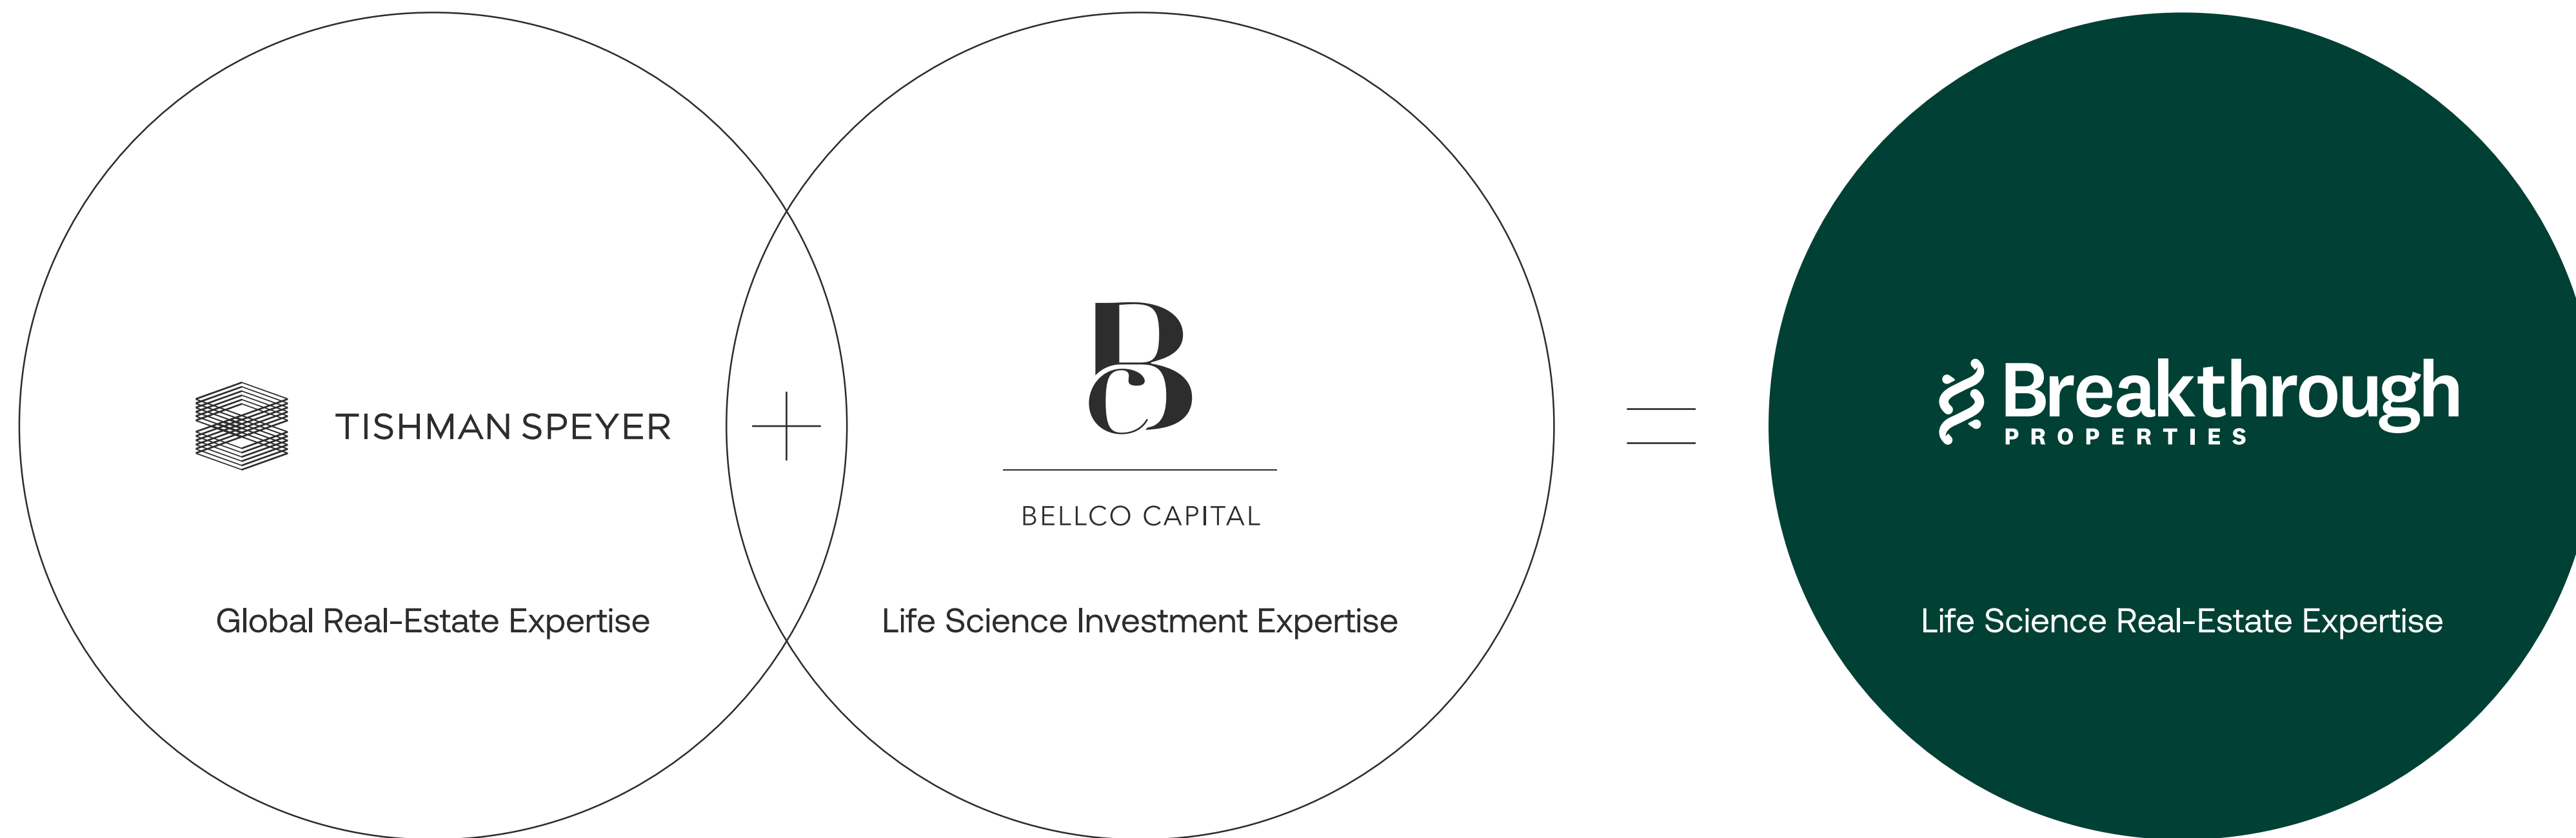 TISHMAN SPEYER
Global Real-Estate Expertise
+
BC
BELLCO CAPITAL
Life Science Investment Expertise
=
Breakthrough
PROPERTIES
Life Science Real-Estate Expertise